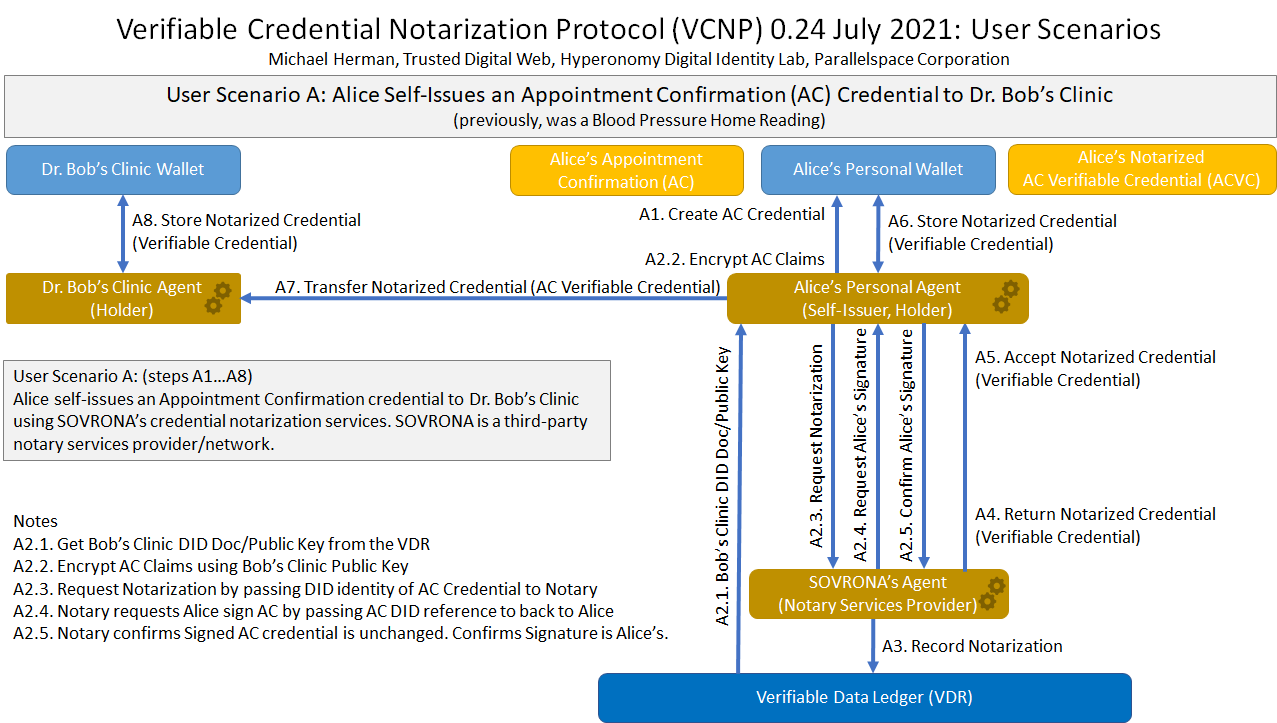 Verifiable Credential Notarization Protocol (VCNP) 0.24 July 2021: User Scenarios
Michael Herman, Trusted Digital Web, Hyperonomy Digital Identity Lab, Parallelspace Corporation
User Scenario A: Alice Self-Issues an Appointment Confirmation (AC) Credential to Dr. Bob’s Clinic
(previously, was a Blood Pressure Home Reading)
Dr. Bob’s Clinic Wallet
Alice’s Appointment
Confirmation (AC)
Alice’s Personal Wallet
Alice’s Notarized
AC Verifiable Credential (ACVC)
A8. Store Notarized Credential
(Verifiable Credential)
A1. Create AC Credential
A2.2. Encrypt AC Claims
A6. Store Notarized Credential
(Verifiable Credential)
Dr. Bob’s Clinic Agent
(Holder)
A7. Transfer Notarized Credential (AC Verifiable Credential)
Alice’s Personal Agent
(Self-Issuer, Holder)
User Scenario A: (steps A1…A8)
Alice self-issues an Appointment Confirmation credential to Dr. Bob’s Clinic
using SOVRONA’s credential notarization services. SOVRONA is a third-party
notary services provider/network.
A2.1. Bob’s Clinic DID Doc/Public Key
A2.3. Request Notarization
A2.4. Request Alice’s Signature
A2.5. Confirm Alice’s Signature
A5. Accept Notarized Credential
(Verifiable Credential)
A4. Return Notarized Credential
(Verifiable Credential)
Notes
A2.1. Get Bob’s Clinic DID Doc/Public Key from the VDR
A2.2. Encrypt AC Claims using Bob’s Clinic Public Key
A2.3. Request Notarization by passing DID identity of AC Credential to Notary
A2.4. Notary requests Alice sign AC by passing AC DID reference to back to Alice
A2.5. Notary confirms Signed AC credential is unchanged. Confirms Signature is Alice’s.
SOVRONA’s Agent
(Notary Services Provider)
A3. Record Notarization
Verifiable Data Ledger (VDR)